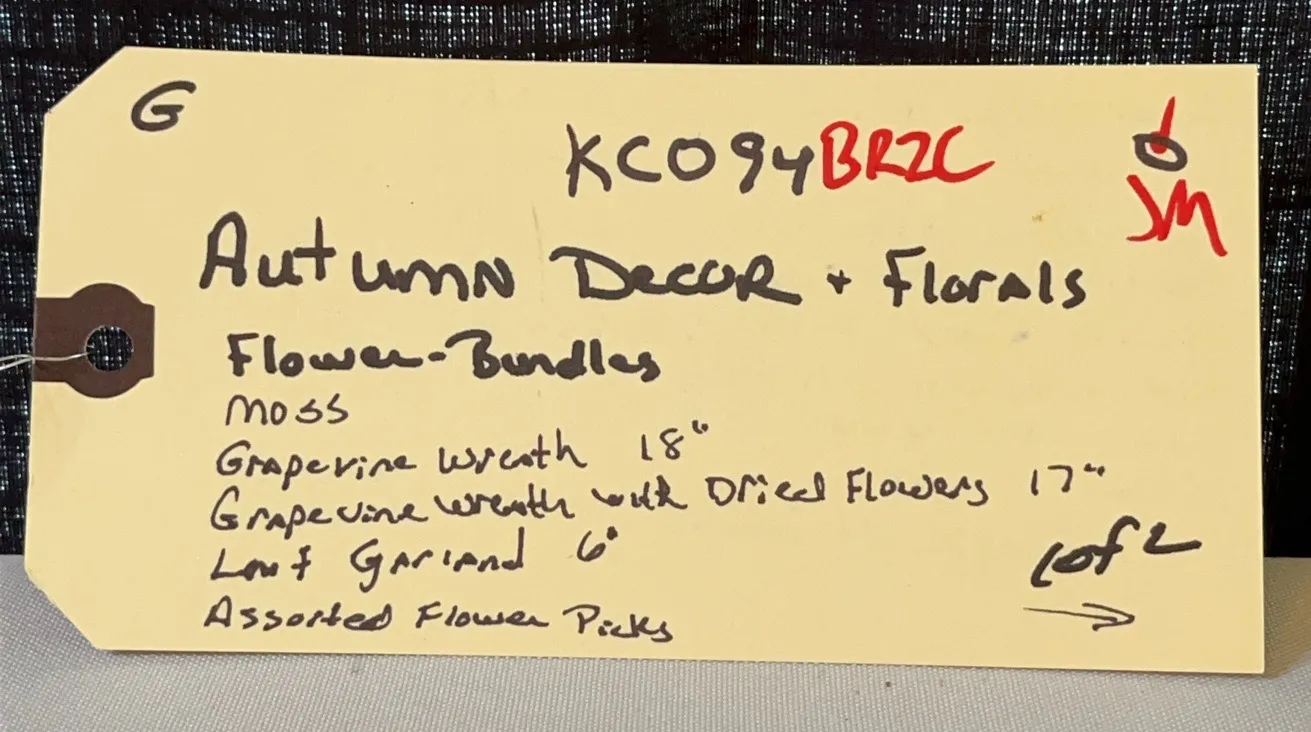 G
KC094BR2C
JM
Autumn Decor + Florals
Flower-Bundles
Moss
Grapevine Wreath 18"
Grapevine Wreath with Dried Flowers 17"
Leaf Garland 6'
1 of 2
Assorted Flower Picks